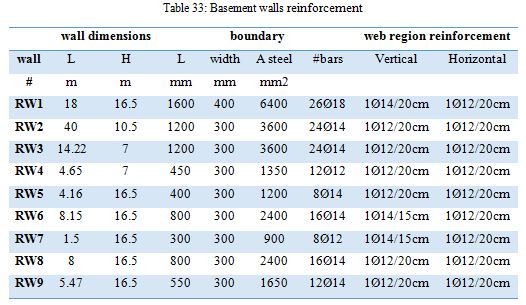 Table 33: Basement walls reinforcement
wall dimensions boundary web region reinforcement
wall L H L width A steel #bars Vertical Horizontal
# m m mm mm mm2
RW1 18 16.5 1600 400 6400 26Ø18 1Ø14/20cm 1Ø12/20cm
RW2 40 10.5 1200 300 3600 24Ø14 1Ø12/20cm 1Ø12/20cm
RW3 14.22 7 1200 300 3600 24Ø14 1Ø12/20cm 1Ø12/20cm
RW4 4.65 7 450 300 1350 12Ø12 1Ø12/20cm 1Ø12/20cm
RW5 4.16 16.5 400 300 1200 8Ø14 1Ø12/20cm 1Ø12/20cm
RW6 8.15 16.5 800 300 2400 16Ø14 1Ø14/15cm 1Ø12/20cm
RW7 1.5 16.5 300 300 900 8Ø12 1Ø14/15cm 1Ø12/20cm
RW8 8 16.5 800 300 2400 16Ø14 1Ø12/20cm 1Ø12/20cm
RW9 5.47 16.5 550 300 1650 12Ø14 1Ø12/20cm 1Ø12/20cm